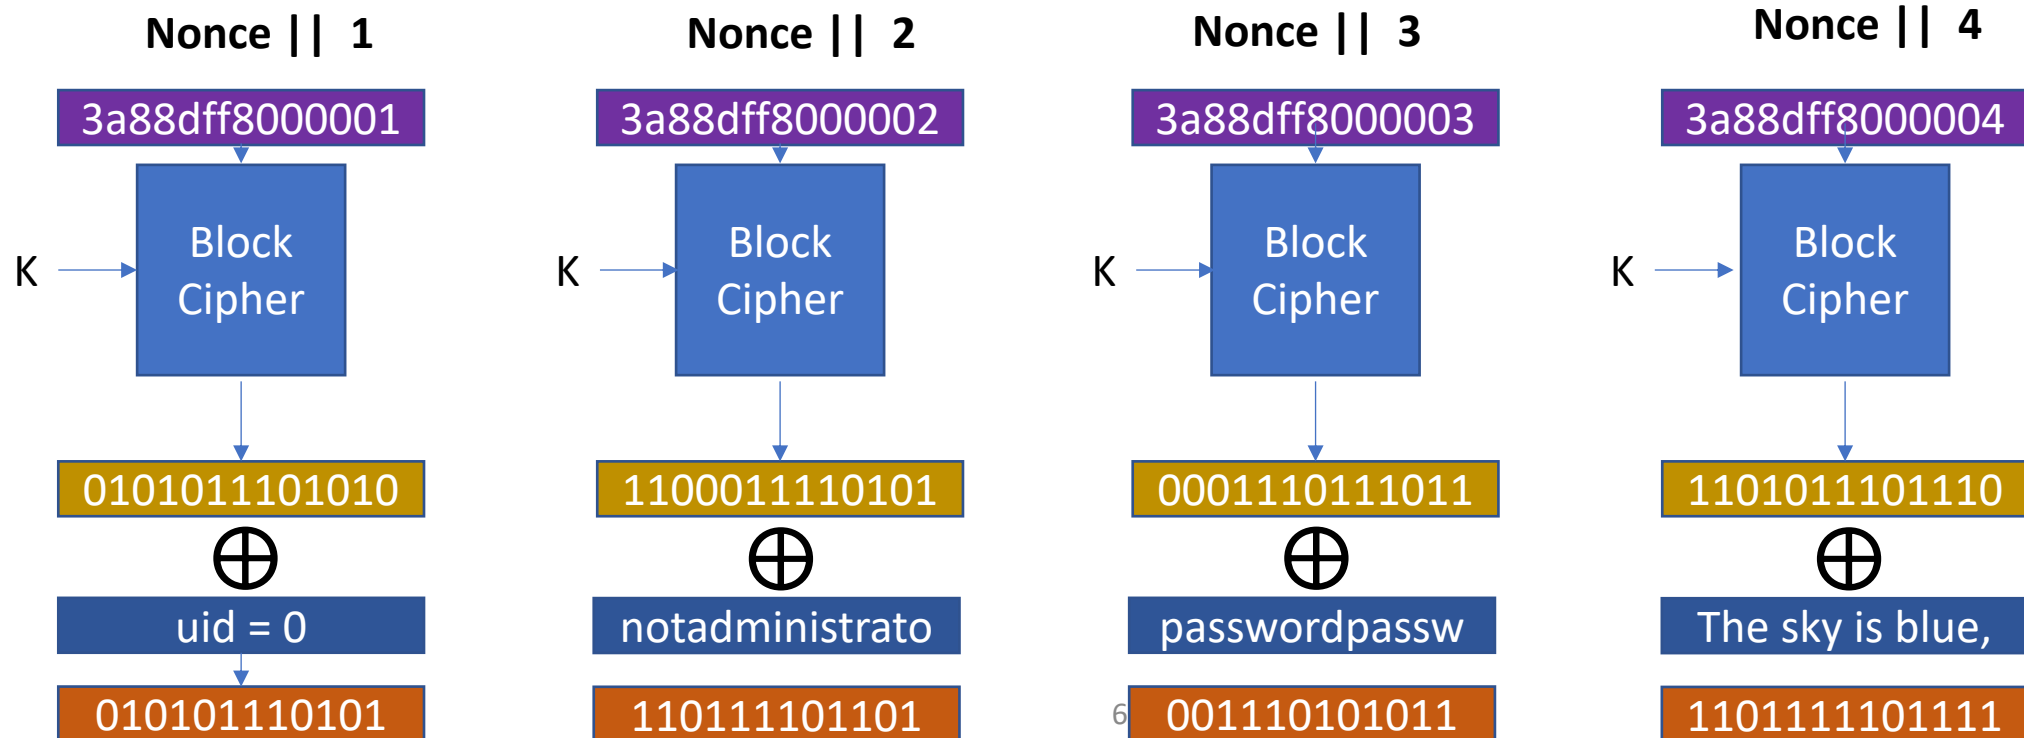 Nonce || 1
Nonce || 2
Nonce || 3
Nonce || 4
3a88dff8000001
3a88dff8000002
3a88dff8000003
3a88dff8000004
K
Block
Cipher
K
Block
Cipher
K
Block
Cipher
K
Block
Cipher
0101011101010
1100011110101
0001110111011
1101011101110
uid = 0
notadministrato
passwordpassw
The sky is blue,
010101110101
110111101101
6
001110101011
1101111101111